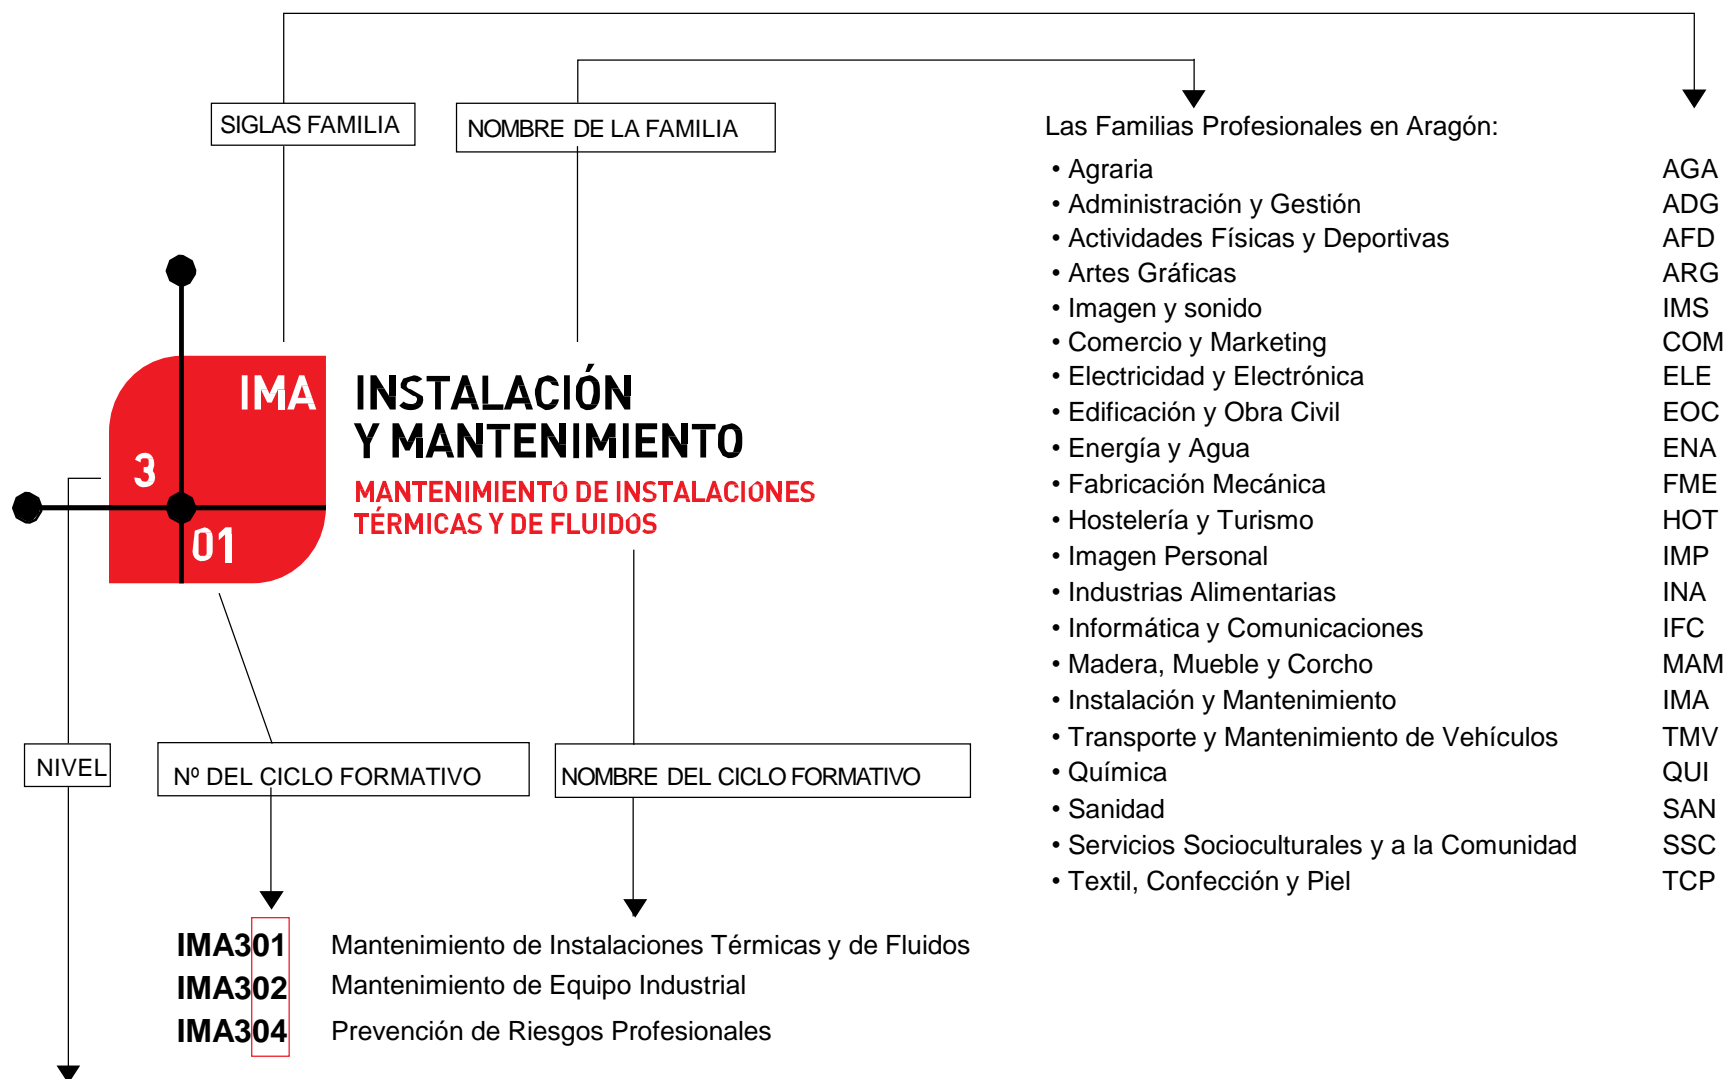 SIGLAS FAMILIA
NOMBRE DE LA FAMILIA
Las Familias Profesionales en Aragón:
• Agraria AGA
• Administración y Gestión ADG
• Actividades Físicas y Deportivas AFD
• Artes Gráficas ARG
• Imagen y sonido IMS
• Comercio y Marketing COM
• Electricidad y Electrónica ELE
• Edificación y Obra Civil EOC
• Energía y Agua ENA
• Fabricación Mecánica FME
• Hostelería y Turismo HOT
• Imagen Personal IMP
• Industrias Alimentarias INA
• Informática y Comunicaciones IFC
• Madera, Mueble y Corcho MAM
• Instalación y Mantenimiento IMA
• Transporte y Mantenimiento de Vehículos TMV
• Química QUI
• Sanidad SAN
• Servicios Socioculturales y a la Comunidad SSC
• Textil, Confección y Piel TCP
IMA
3
01
INSTALACIÓN
Y MANTENIMIENTO
MANTENIMIENTO DE INSTALACIONES
TÉRMICAS Y DE FLUIDOS
NIVEL
Nº DEL CICLO FORMATIVO
NOMBRE DEL CICLO FORMATIVO
IMA301 Mantenimiento de Instalaciones Térmicas y de Fluidos
IMA302 Mantenimiento de Equipo Industrial
IMA304 Prevención de Riesgos Profesionales